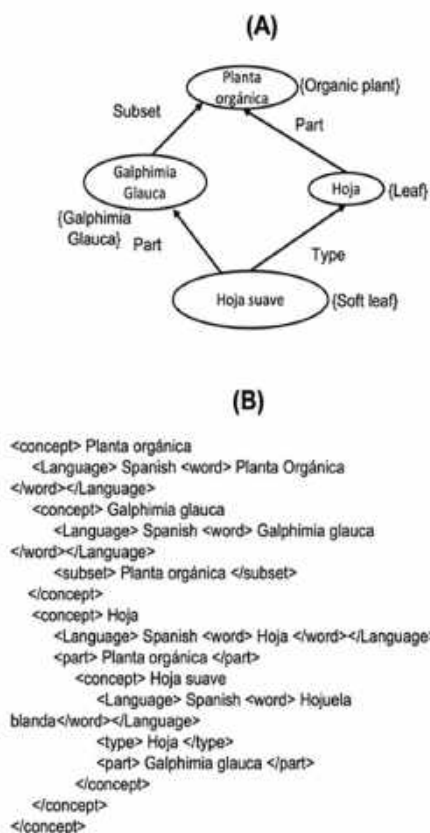 (A)
Planta
orgánica
{Organic plant}
Subset
Part
Galphimia
Glauca
Hoja
{Leaf}
{Galphimia
Glauca}
Part
Type
Hoja suave
{Soft leaf}
(B)
<concept> Planta orgánica
<Language> Spanish <word> Planta Orgánica
</word></Language>
<concept> Galphimia glauca
<Language> Spanish <word> Galphimia glauca
</word></Language>
<subset> Planta orgánica </subset>
</concept>
<concept> Hoja
<Language> Spanish <word> Hoja </word></Language>
<part> Planta orgánica </part>
<concept> Hoja suave
<Language> Spanish <word> Hojuela
blanda</word></Language>
<type> Hoja </type>
<part> Galphimia glauca </part>
</concept>
</concept>
</concept>